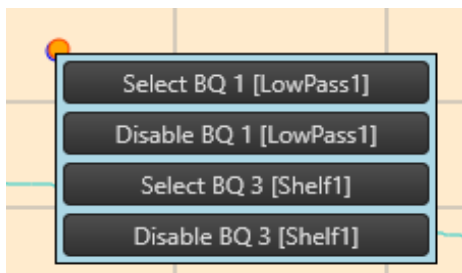 Select BQ 1 [LowPass1]
Disable BQ 1 [LowPass1]
Select BQ 3 [Shelf1]
Disable BQ 3 [Shelf1]